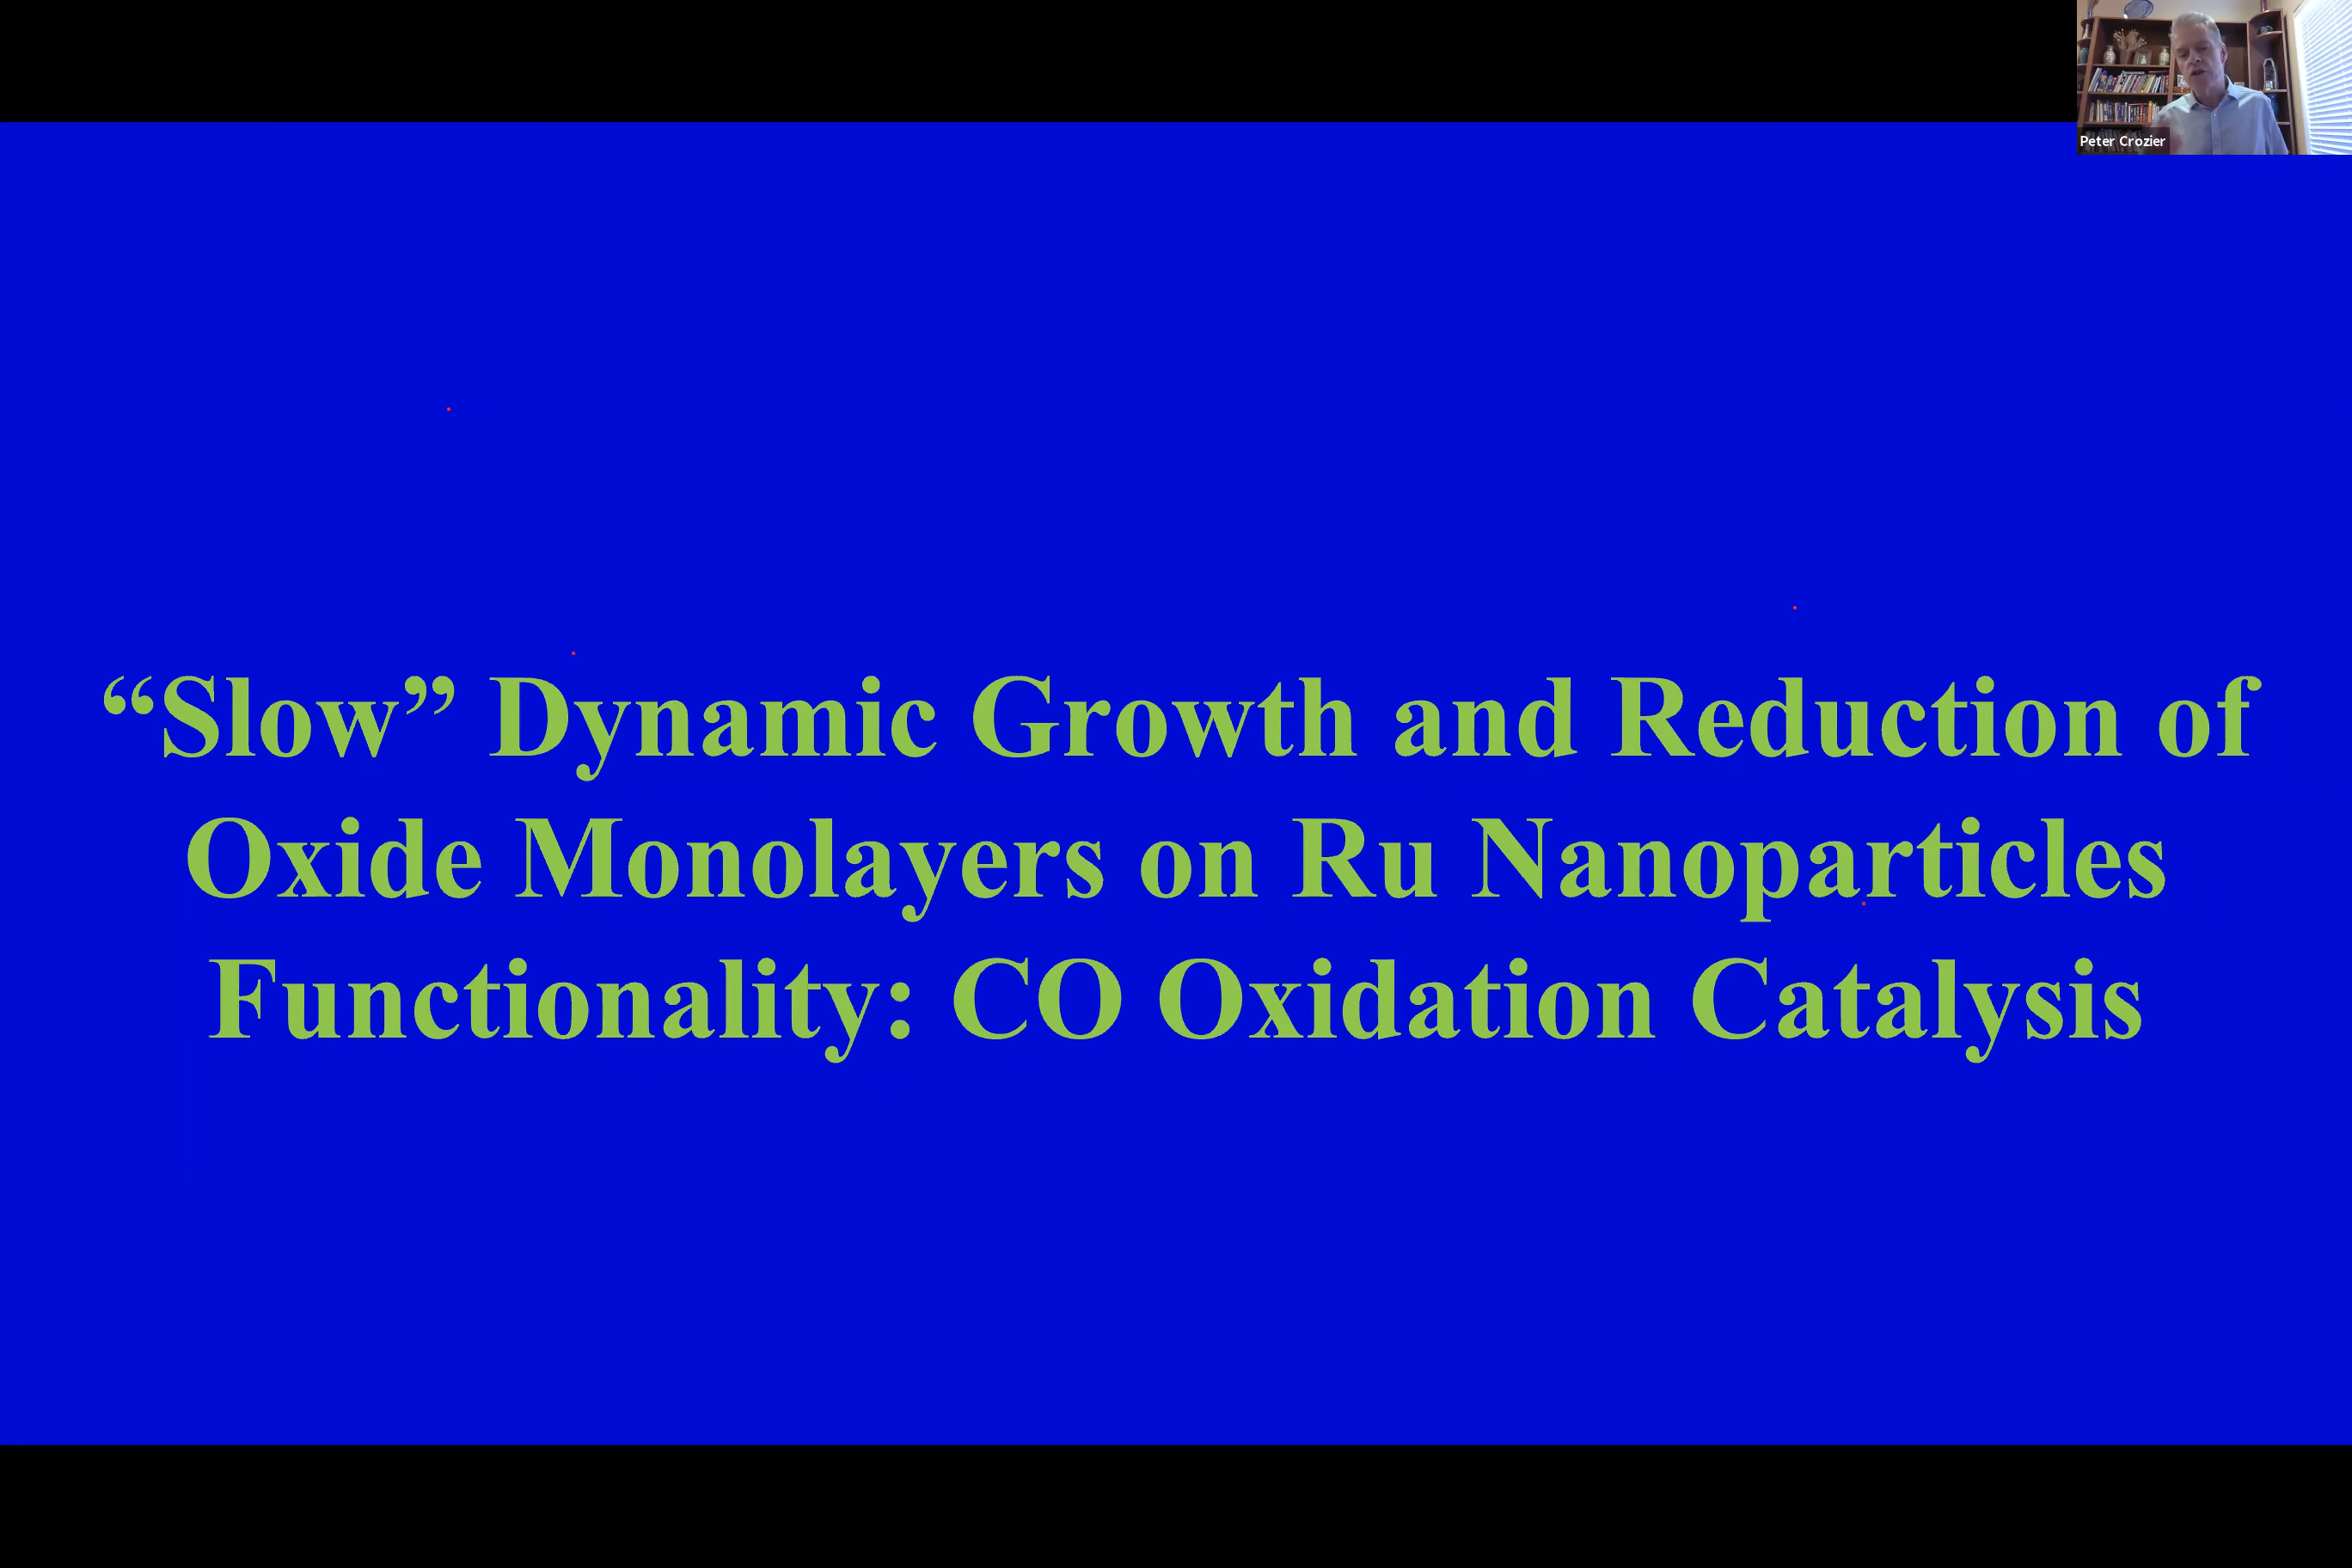 Peter Crozier
“Slow” Dynamic Growth and Reduction of
Oxide Monolayers on Ru Nanoparticles
Functionality: CO Oxidation Catalysis